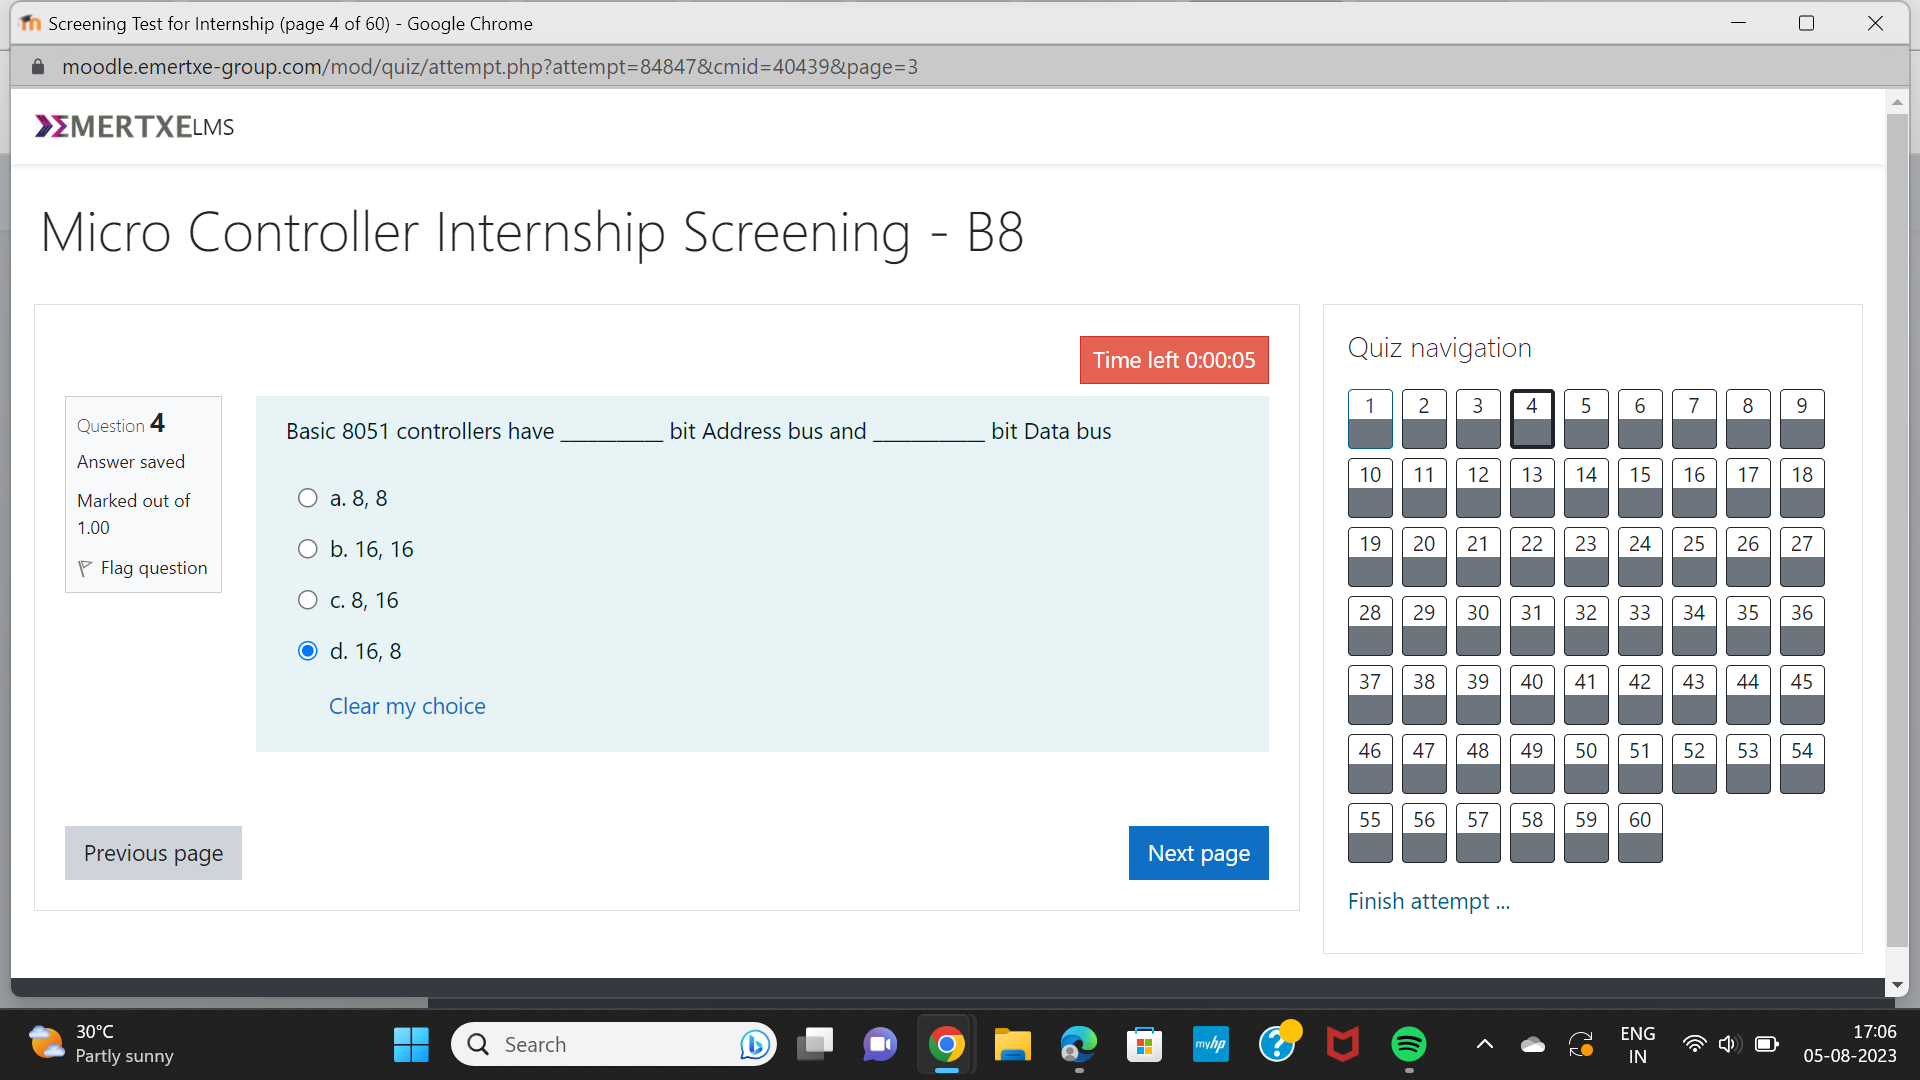 Screening Test for Internship (page 4 of 60) - Google Chrome
moodle.emertxe-group.com/mod/quiz/attempt.php?attempt=84847&cmid=40439&page=3
EMERTXE LMS
Micro Controller Internship Screening - B8
Time left 0:00:05
Question 4
Answer saved
Marked out of
1.00
Flag question
Basic 8051 controllers have __________ bit Address bus and ___________ bit Data bus
a. 8, 8
b. 16, 16
c. 8, 16
d. 16, 8
Clear my choice
Previous page
Next page
Quiz navigation
1 2 3 4 5 6 7 8 9
10 11 12 13 14 15 16 17 18
19 20 21 22 23 24 25 26 27
28 29 30 31 32 33 34 35 36
37 38 39 40 41 42 43 44 45
46 47 48 49 50 51 52 53 54
55 56 57 58 59 60
Finish attempt ...
30°C
Partly sunny
Search
myhp
ENG
IN
17:06
05-08-2023